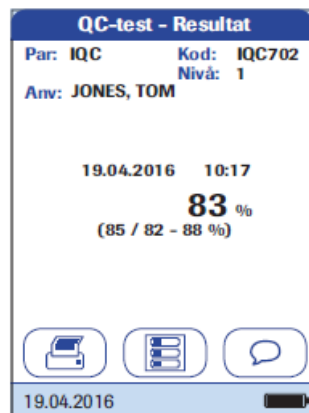 QC-test - Resultat
Par: IQC Kod: IQC702
Nivå: 1
Anv: JONES, TOM
19.04.2016 10:17
83 %
(85 / 82 - 88 %)
19.04.2016